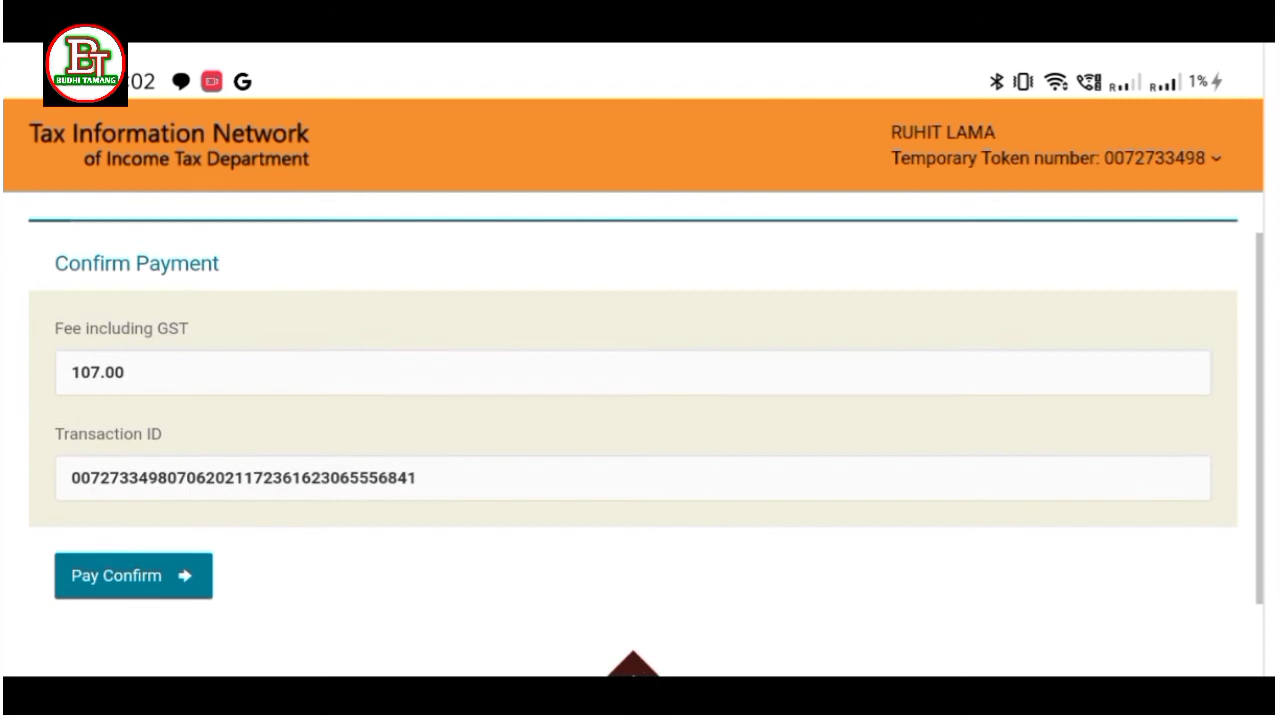 BT
BUDHI TAMANG
:02
G
R
R
1%
Tax Information Network
of Income Tax Department
RUHIT LAMA
Temporary Token number: 0072733498
Confirm Payment
Fee including GST
107.00
Transaction ID
007273349807062021172361623065556841
Pay Confirm